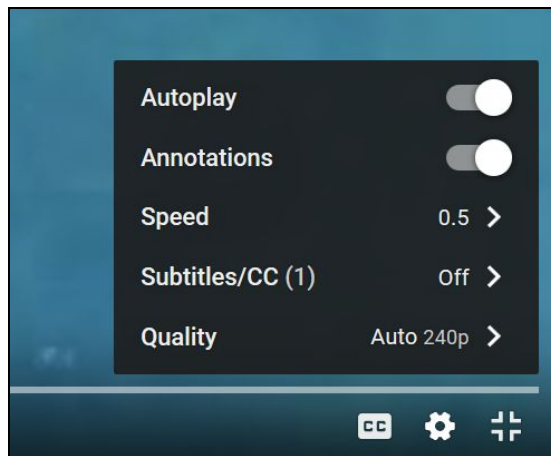 Autoplay
Annotations
Speed 0.5
Subtitles/CC (1) Off
Quality Auto 240p
CC